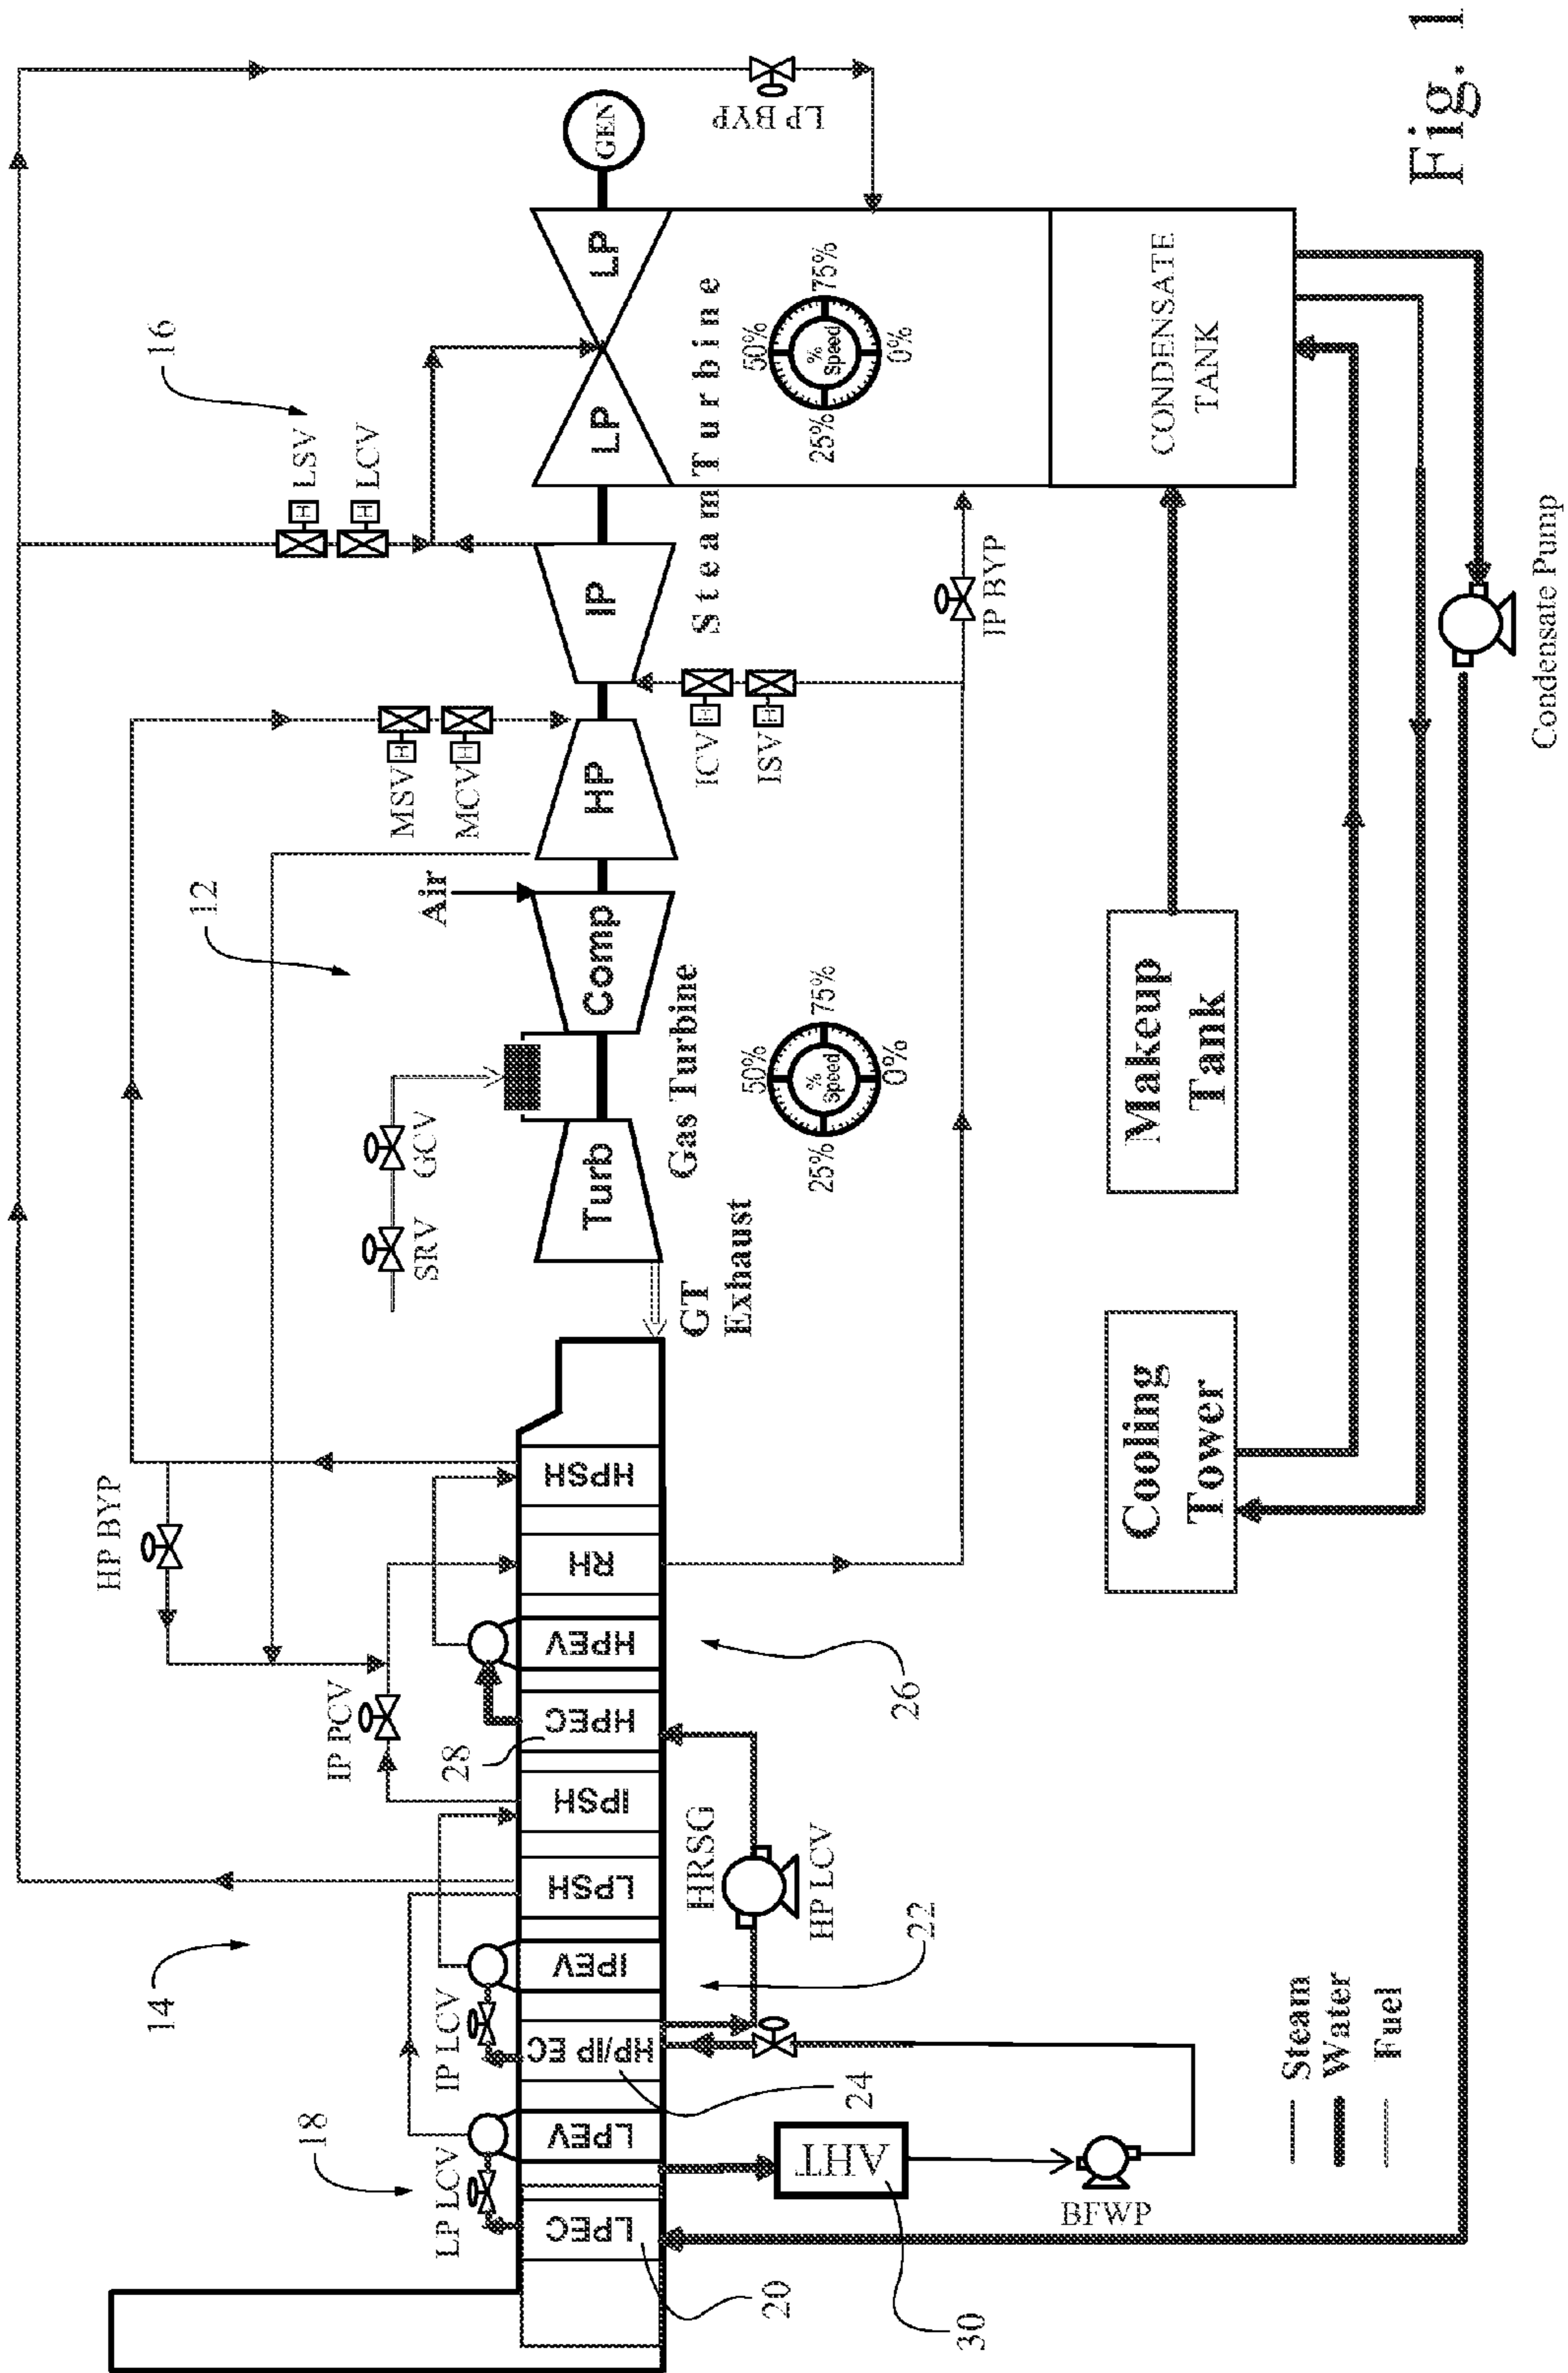 Fig. 1
14
16
12
18
LSV
H
LCV
H
HP BYP
MSV
H
MCV
H
IP PCV
SRV
GCV
Air
LP LCV
IP LCV
28
LPEC
LPEV
HP/IP EC
IPEV
LPSH
IPSH
HPEC
HPEV
RH
HPSH
Turb
Comp
HP
IP
LP
LP
GEN
GT
Exhaust
Gas Turbine
Steam Turbine
ICV
H
ISV
H
LP BYP
20
24
22
26
HRSG
HP LCV
AHT
30
BFWP
50%
25%
%
Speed
75%
0%
50%
25%
%
Speed
75%
0%
IP BYP
Cooling
Tower
Makeup
Tank
CONDENSATE
TANK
Steam
Water
Fuel
Condensate Pump